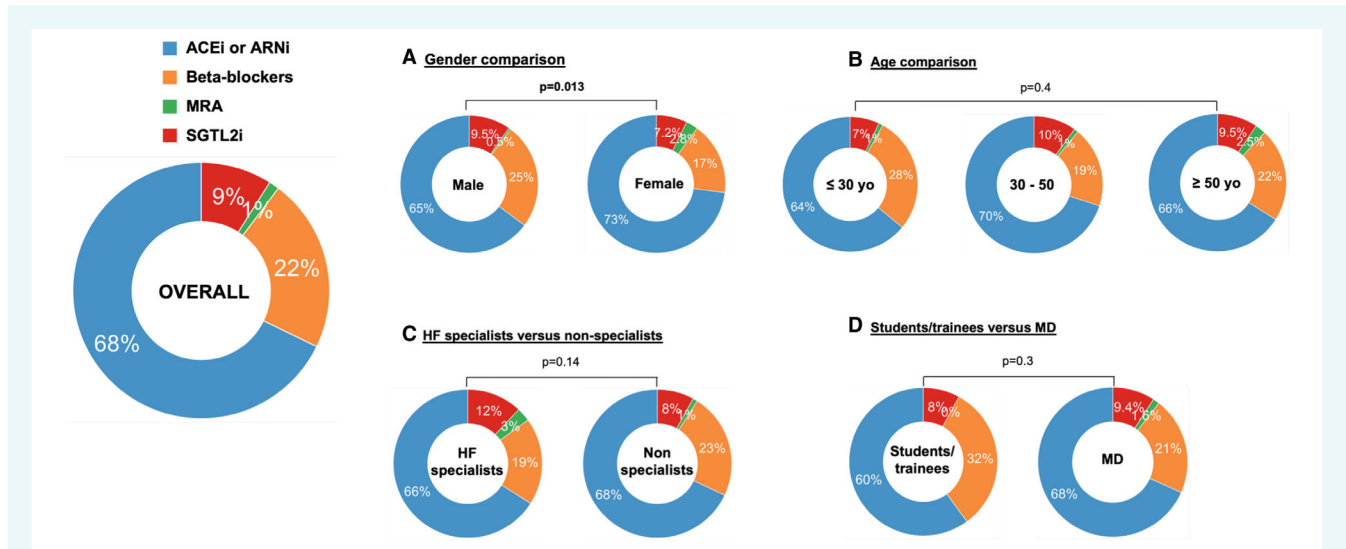 ACEi or ARNi
Beta-blockers
MRA
SGTL2i
9%
1%
22%
68%
OVERALL
A Gender comparison
p=0.013
9.5%
0.5%
25%
65%
Male
7.2%
2.8%
17%
73%
Female
B Age comparison
p=0.4
7%
1%
28%
64%
≤ 30 yo
10%
1%
19%
70%
30 - 50
9.5%
2.5%
22%
66%
≥ 50 yo
C HF specialists versus non-specialists
p=0.14
12%
3%
19%
66%
HF
specialists
8%
1%
23%
68%
Non
specialists
D Students/trainees versus MD
p=0.3
8%
0%
32%
60%
Students/
trainees
9.4%
1.6%
21%
68%
MD